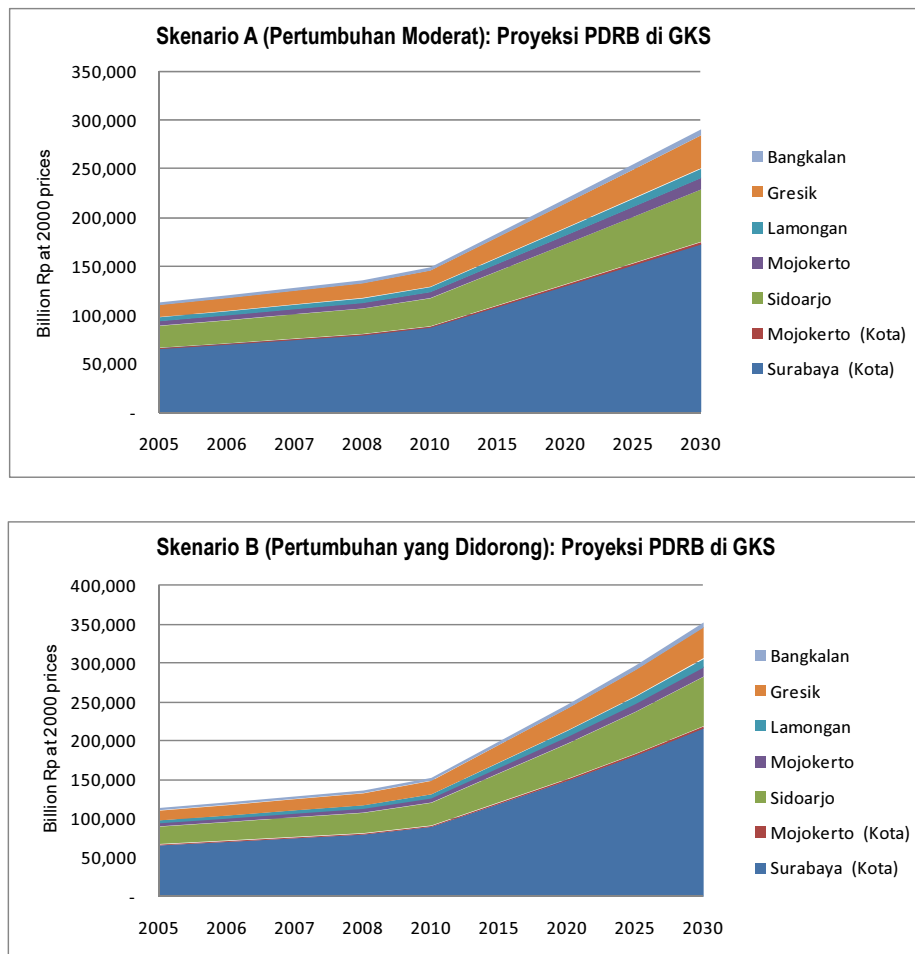 Skenario A (Pertumbuhan Moderat): Proyeksi PDRB di GKS
Billion Rp at 2000 prices
350,000
300,000
250,000
200,000
150,000
100,000
50,000
-
2005 2006 2007 2008 2010 2015 2020 2025 2030
Bangkalan
Gresik
Lamongan
Mojokerto
Sidoarjo
Mojokerto (Kota)
Surabaya (Kota)
Skenario B (Pertumbuhan yang Didorong): Proyeksi PDRB di GKS
Billion Rp at 2000 prices
400,000
350,000
300,000
250,000
200,000
150,000
100,000
50,000
-
2005 2006 2007 2008 2010 2015 2020 2025 2030
Bangkalan
Gresik
Lamongan
Mojokerto
Sidoarjo
Mojokerto (Kota)
Surabaya (Kota)